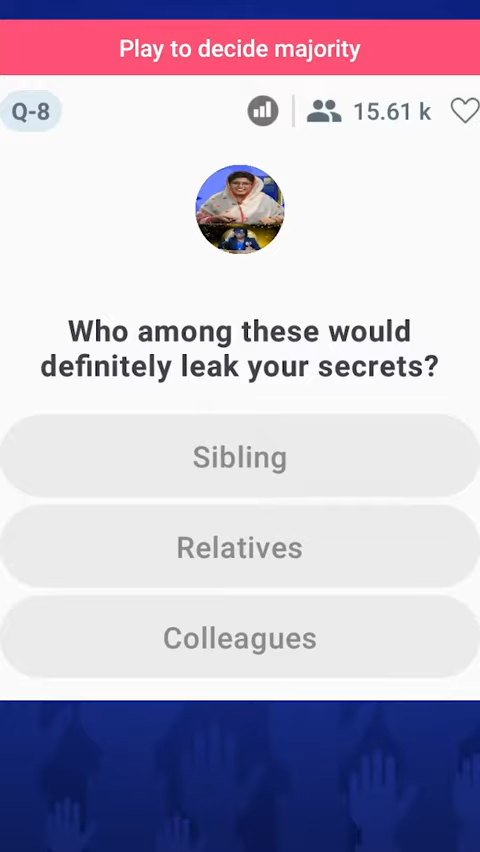 Play to decide majority
Q-8
15.61 k
Who among these would
definitely leak your secrets?
Sibling
Relatives
Colleagues